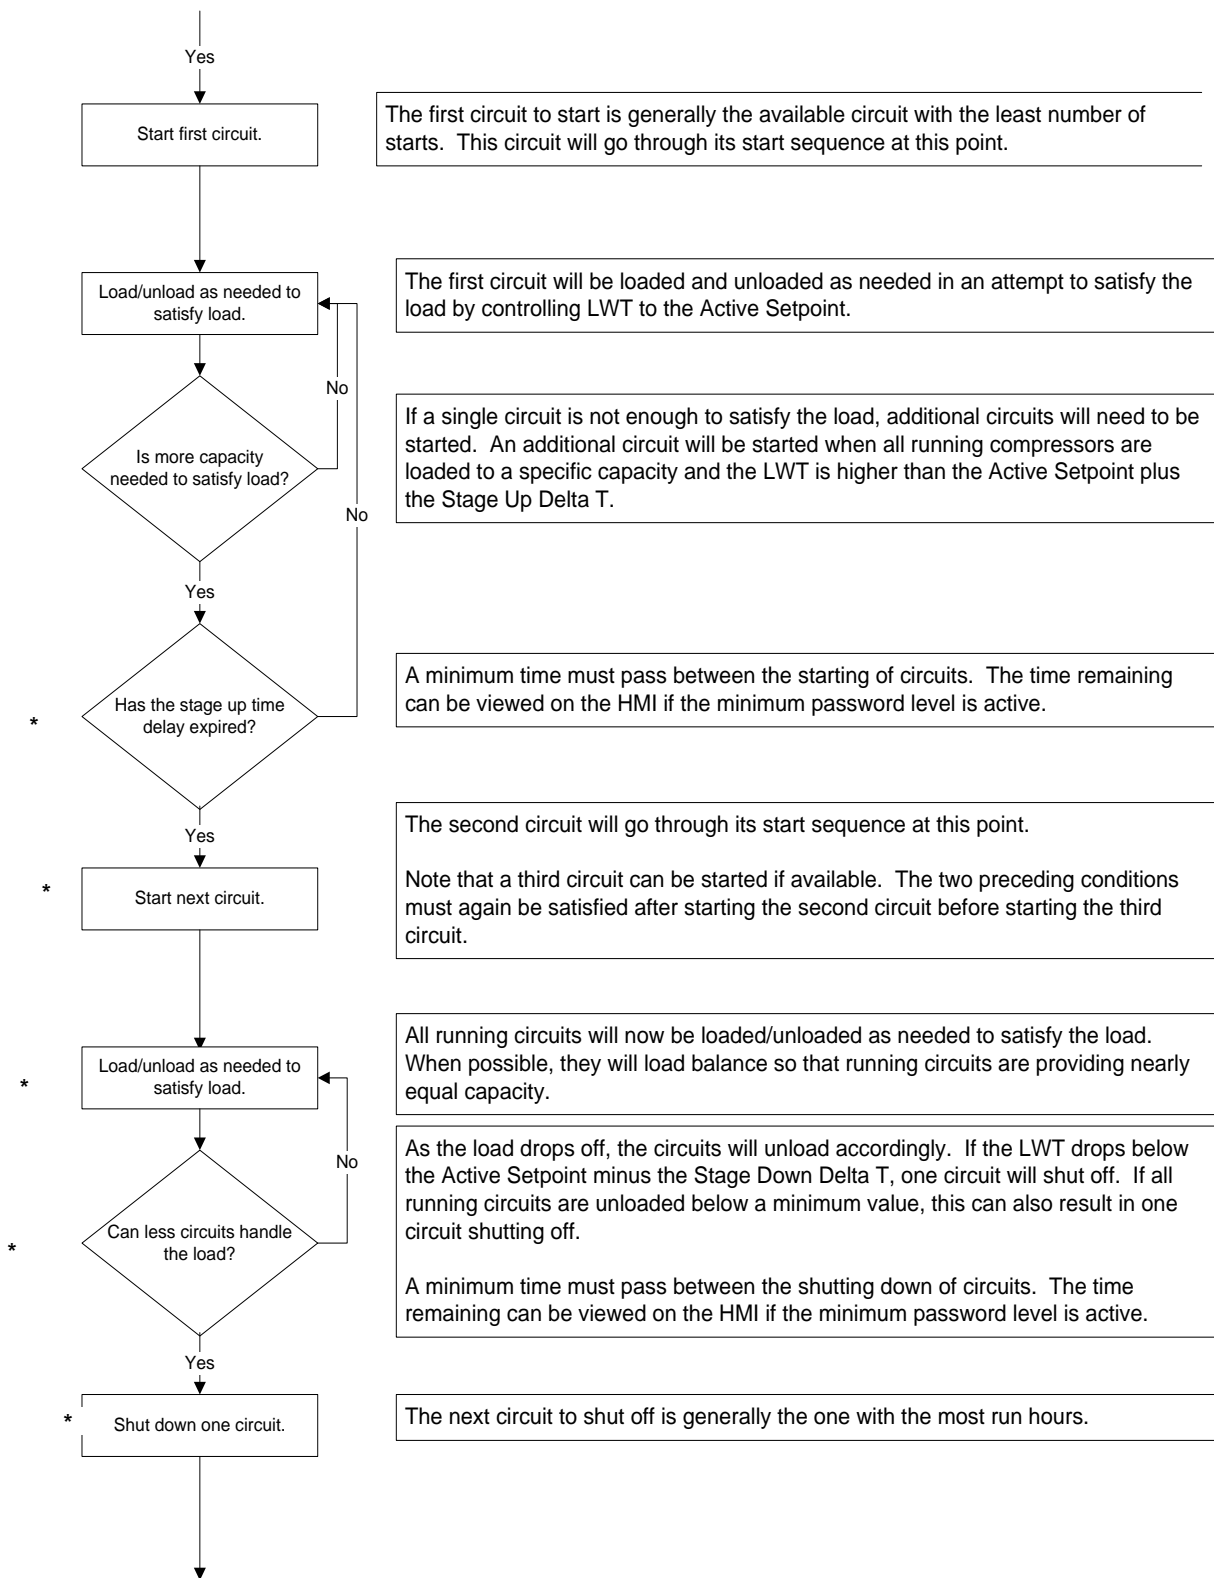 Yes
Start first circuit.
The first circuit to start is generally the available circuit with the least number of
starts.  This circuit will go through its start sequence at this point.
Load/unload as needed to
satisfy load.
The first circuit will be loaded and unloaded as needed in an attempt to satisfy the
load by controlling LWT to the Active Setpoint.
No
Is more capacity
needed to satisfy load?
If a single circuit is not enough to satisfy the load, additional circuits will need to be
started.  An additional circuit will be started when all running compressors are
loaded to a specific capacity and the LWT is higher than the Active Setpoint plus
the Stage Up Delta T.
No
Yes
*
Has the stage up time
delay expired?
A minimum time must pass between the starting of circuits.  The time remaining
can be viewed on the HMI if the minimum password level is active.
Yes
*
Start next circuit.
The second circuit will go through its start sequence at this point.
Note that a third circuit can be started if available.  The two preceding conditions
must again be satisfied after starting the second circuit before starting the third
circuit.
*
Load/unload as needed to
satisfy load.
All running circuits will now be loaded/unloaded as needed to satisfy the load.
When possible, they will load balance so that running circuits are providing nearly
equal capacity.
No
*
Can less circuits handle
the load?
As the load drops off, the circuits will unload accordingly.  If the LWT drops below
the Active Setpoint minus the Stage Down Delta T, one circuit will shut off.  If all
running circuits are unloaded below a minimum value, this can also result in one
circuit shutting off.
A minimum time must pass between the shutting down of circuits.  The time
remaining can be viewed on the HMI if the minimum password level is active.
Yes
*
Shut down one circuit.
The next circuit to shut off is generally the one with the most run hours.